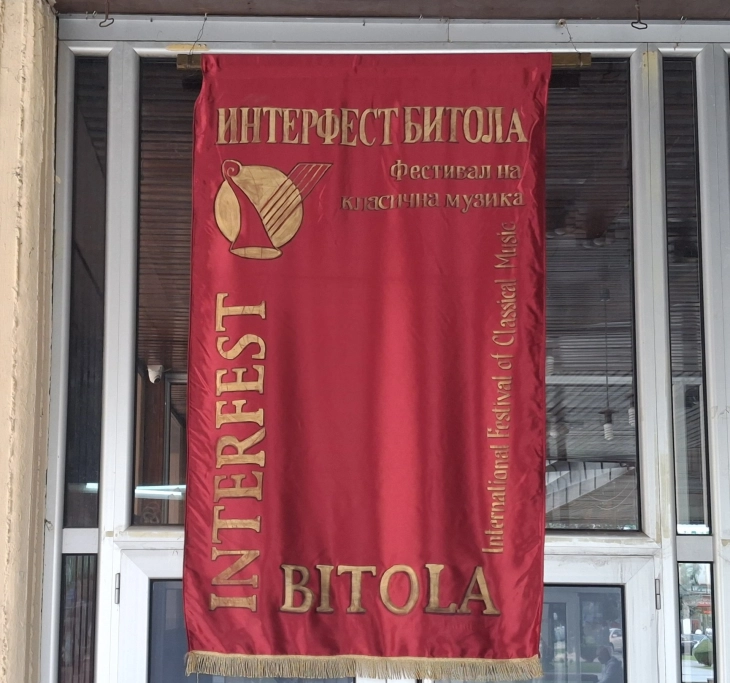 ИНТЕРФЕСТ БИТОЛА
Фестивал на
класична музика
International Festival of Classical Music
INTERFEST
BITOLA